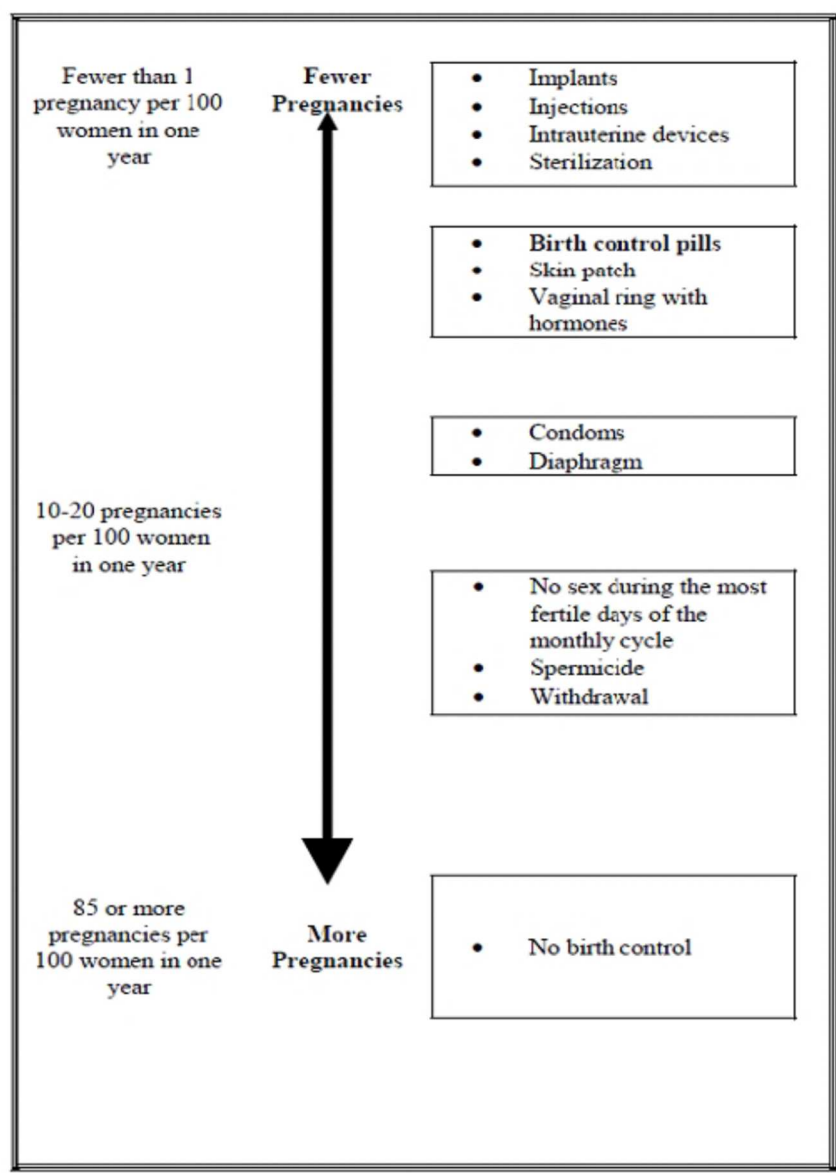 Fewer than 1
pregnancy per 100
women in one
year
Fewer
Pregnancies
• Implants
• Injections
• Intrauterine devices
• Sterilization
• Birth control pills
• Skin patch
• Vaginal ring with
hormones
• Condoms
• Diaphragm
10-20 pregnancies
per 100 women
in one year
• No sex during the most
fertile days of the
monthly cycle
• Spermicide
• Withdrawal
85 or more
pregnancies per
100 women in one
year
More
Pregnancies
• No birth control